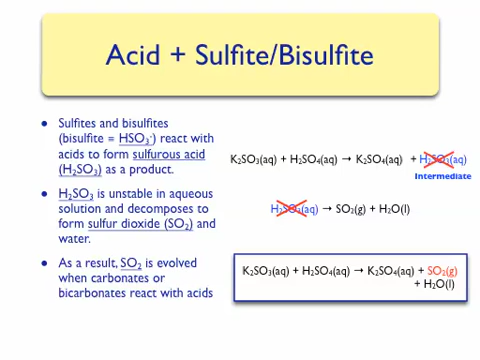 Acid + Sulfite/Bisulfite
• Sulfites and bisulfites
(bisulfite = HSO₃⁻) react with
acids to form sulfurous acid
(H₂SO₃) as a product.
• H₂SO₃ is unstable in aqueous
solution and decomposes to
form sulfur dioxide (SO₂) and
water.
• As a result, SO₂ is evolved
when carbonates or
bicarbonates react with acids
K₂SO₃(aq) + H₂SO₄(aq) → K₂SO₄(aq) + H₂SO₃(aq)
Intermediate
H₂SO₃(aq) → SO₂(g) + H₂O(l)
K₂SO₃(aq) + H₂SO₄(aq) → K₂SO₄(aq) + SO₂(g)
+ H₂O(l)